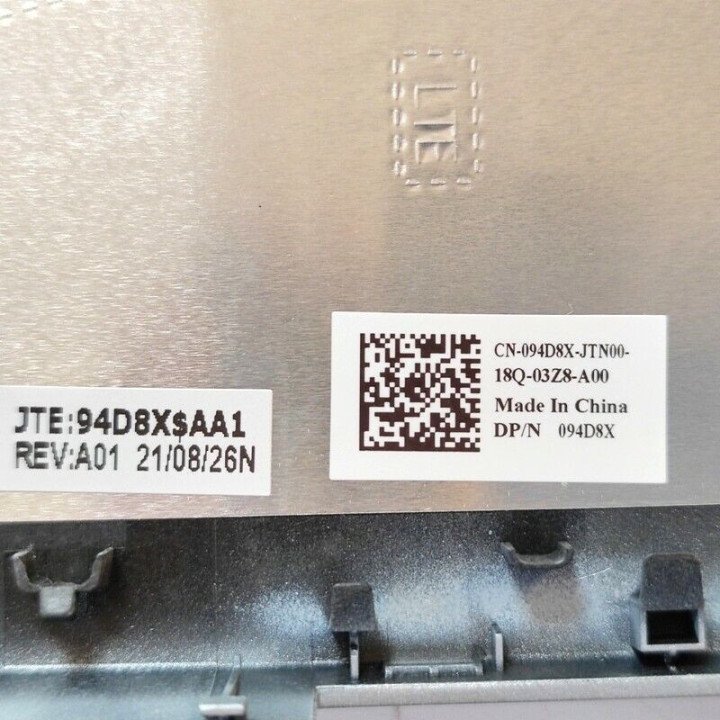 LTE
CN-094D8X-JTN00-
18Q-03Z8-A00
Made In China
DP/N 094D8X
JTE:94D8X$AA1
REV:A01 21/08/26N